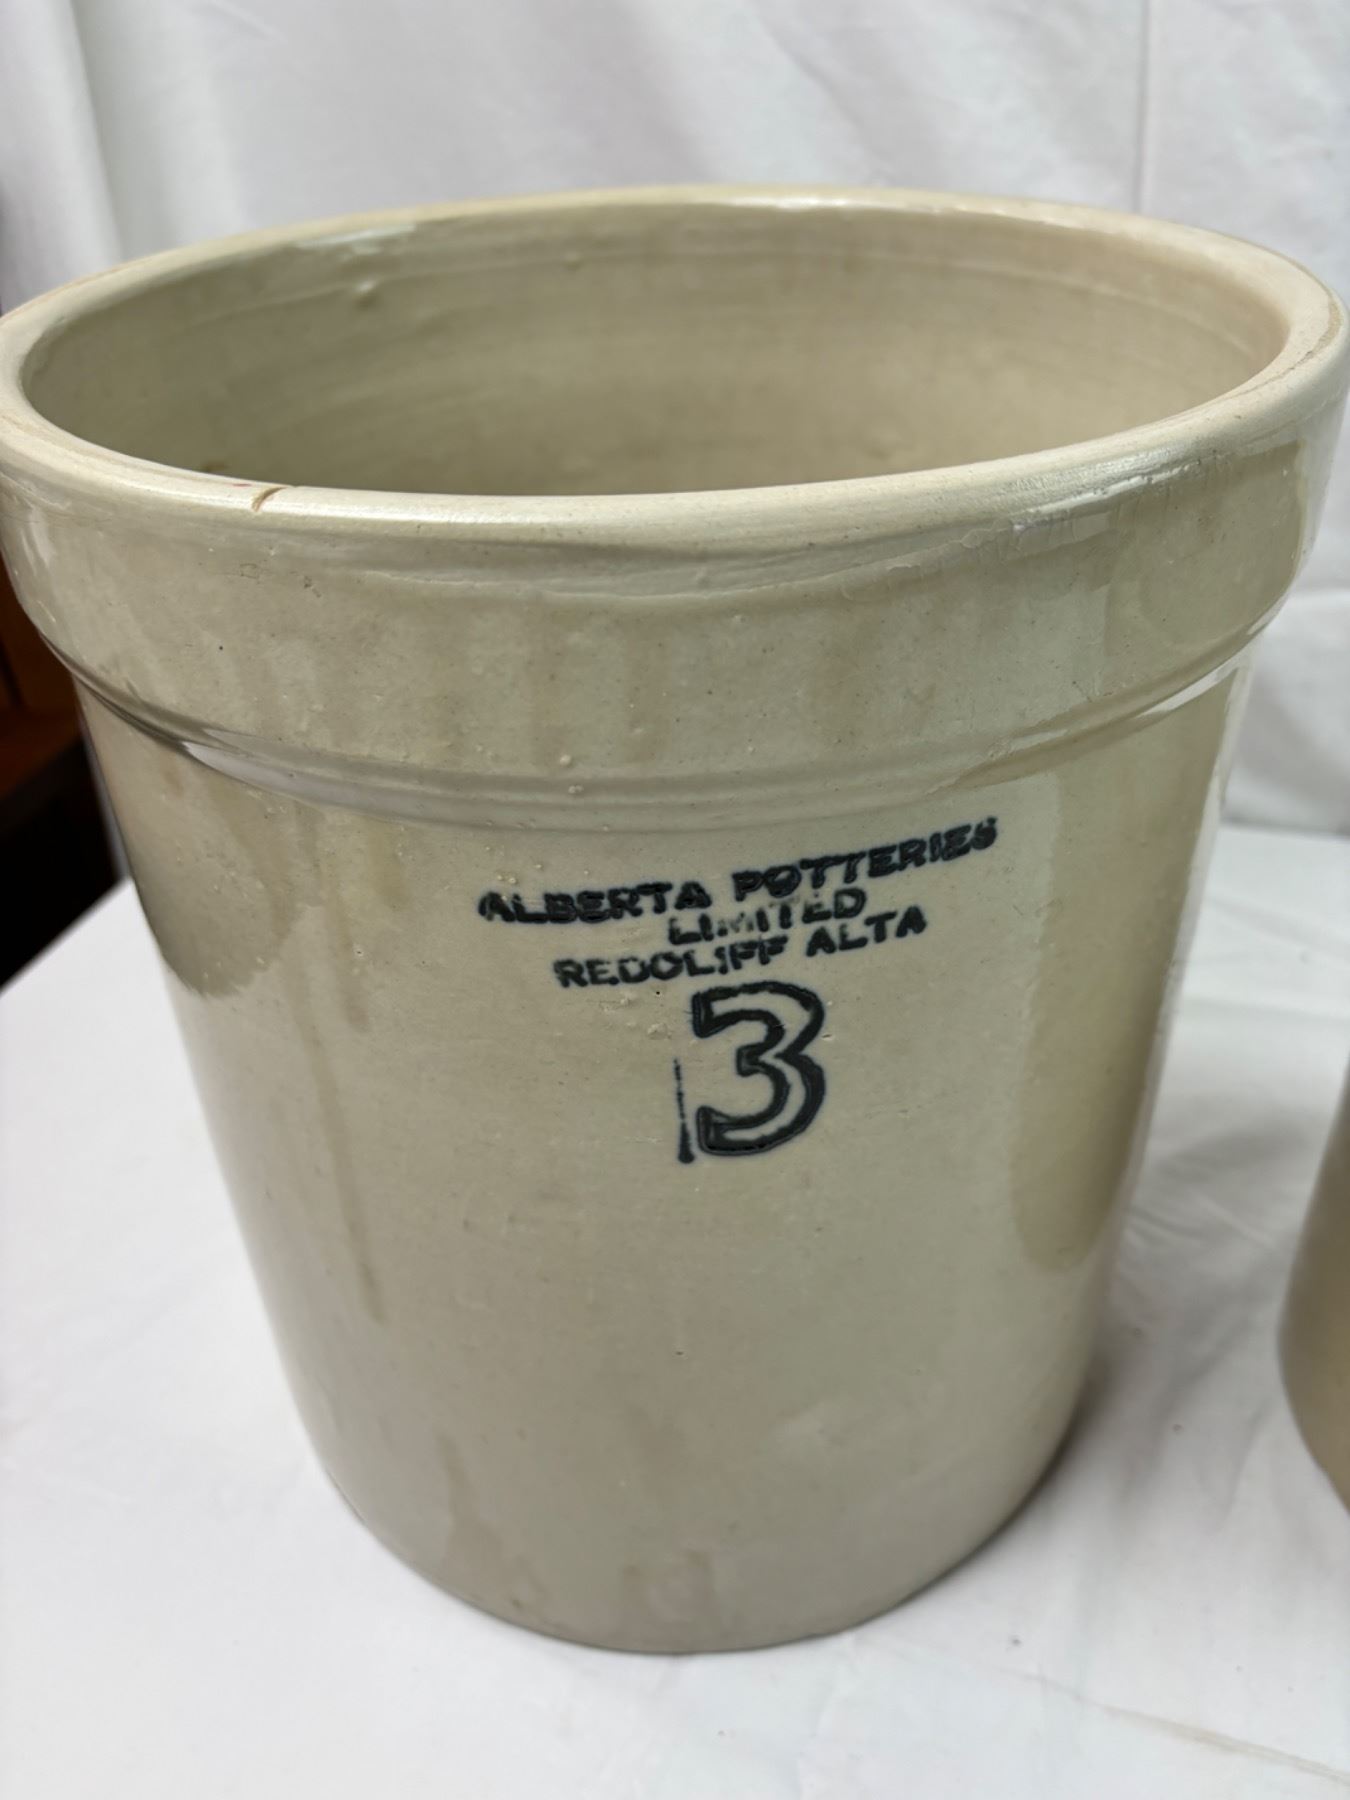 ALBERTA POTTERIES
LIMITED
REDCLIFF ALTA
3